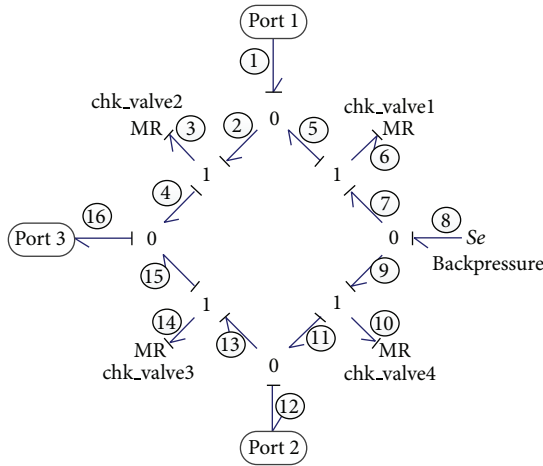 Port 1
1
chk_valve2
chk_valve1
MR
3
2
0
5
MR
6
1
1
4
7
16
8
Port 3
0
0
Se
Backpressure
15
9
1
1
14
10
MR
13
11
MR
chk_valve3
0
chk_valve4
12
Port 2